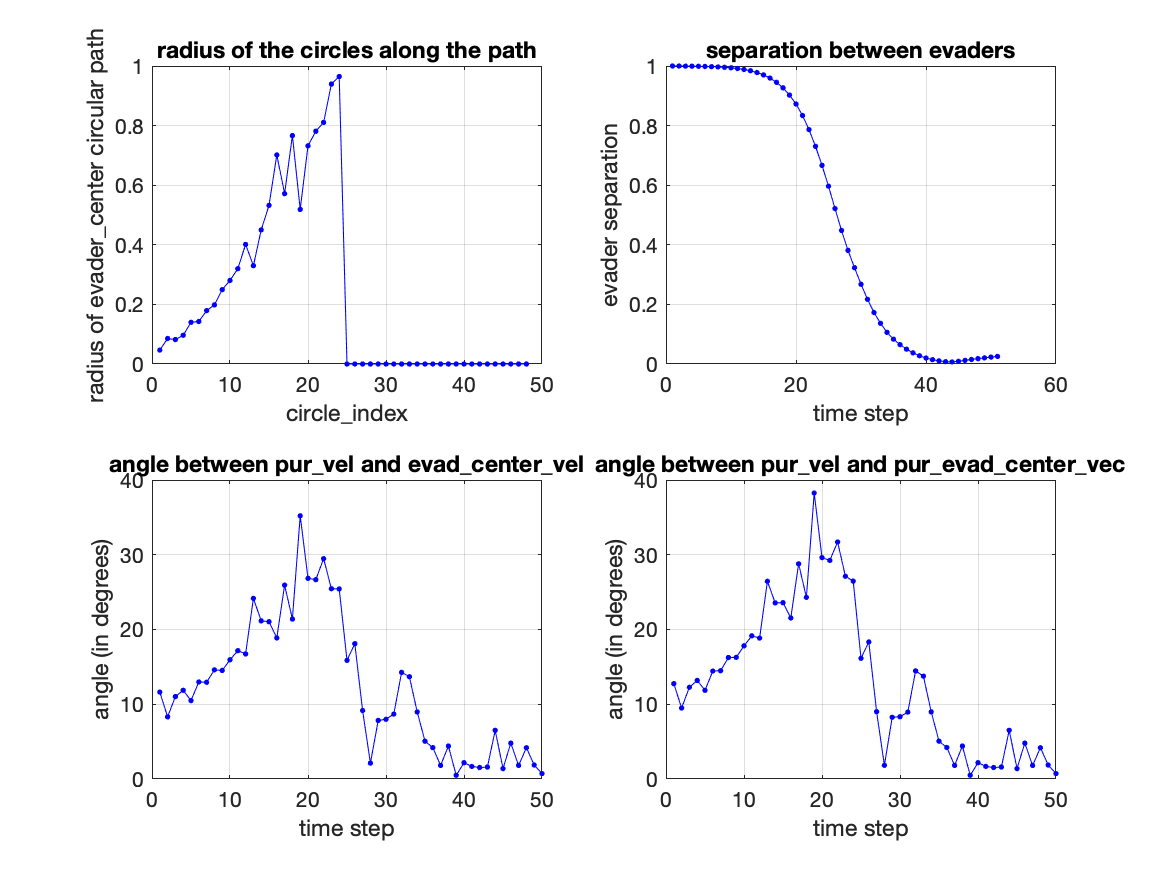 radius of the circles along the path
radius of evader_center circular path
1
0.8
0.6
0.4
0.2
0
0 10 20 30 40 50
circle_index
separation between evaders
evader separation
1
0.8
0.6
0.4
0.2
0
0 20 40 60
time step
angle between pur_vel and evad_center_vel
angle (in degrees)
40
30
20
10
0
0 10 20 30 40 50
time step
angle between pur_vel and pur_evad_center_vec
angle (in degrees)
40
30
20
10
0
0 10 20 30 40 50
time step